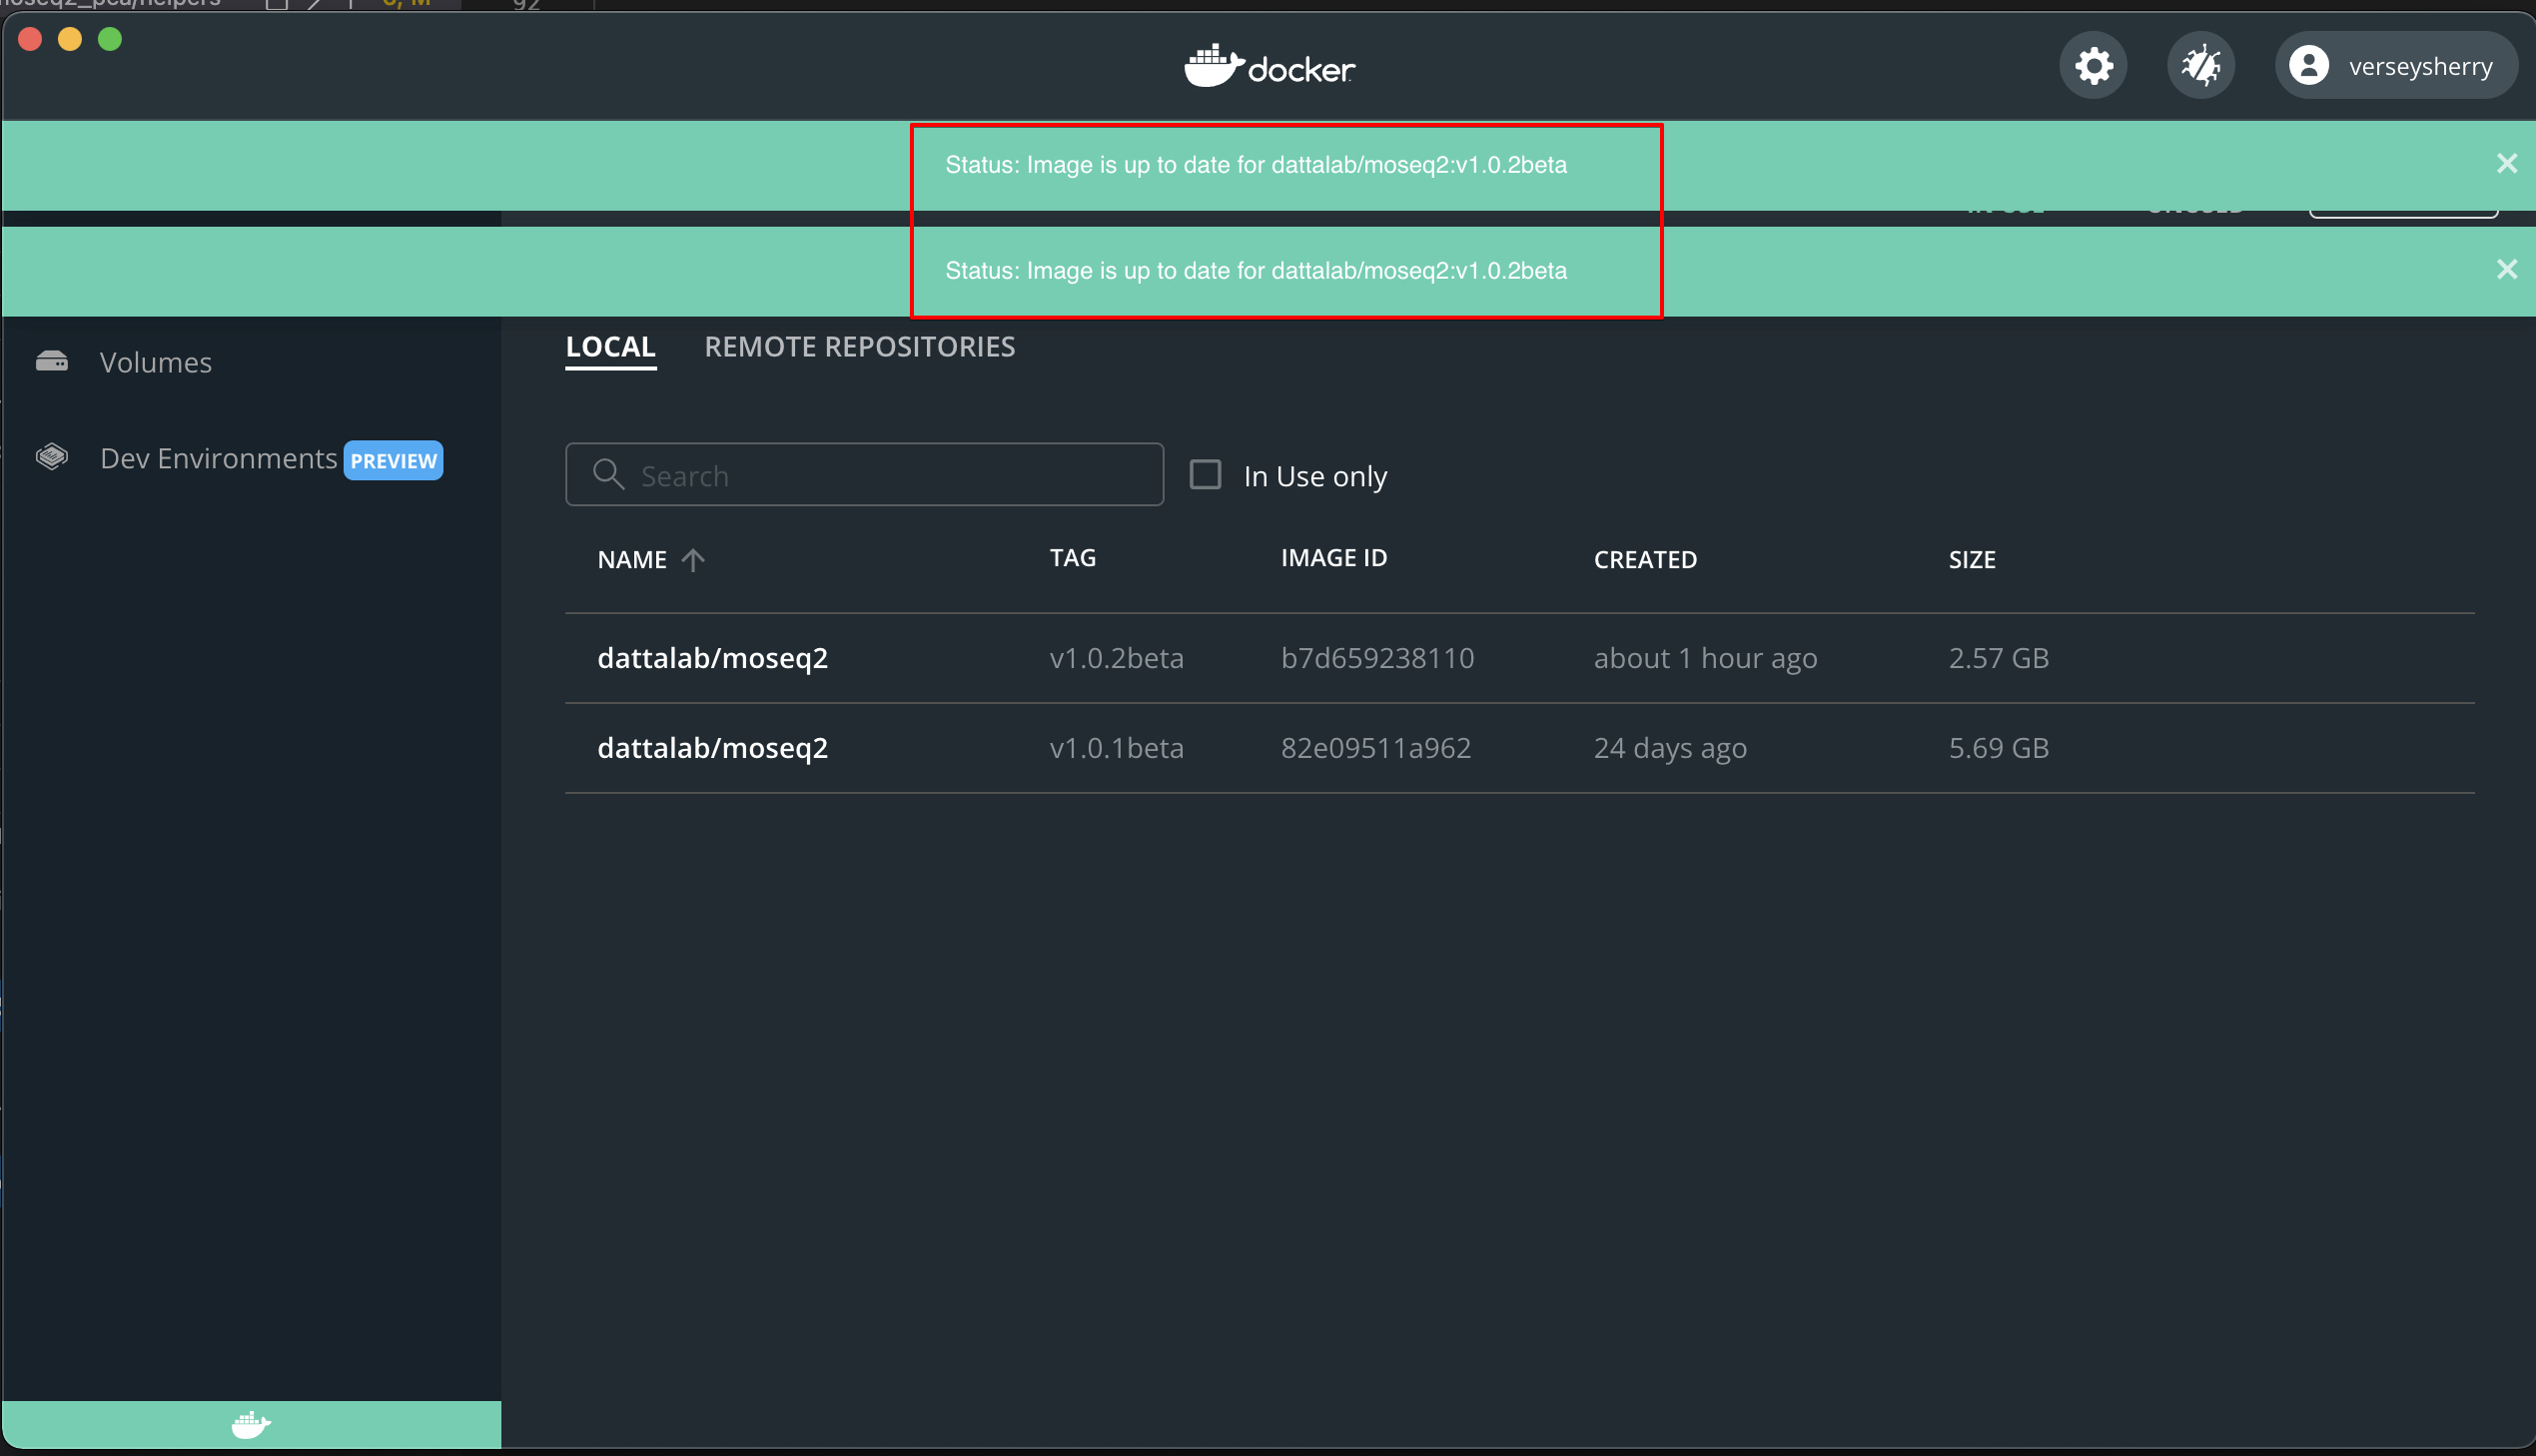 moseq2_pca/helpers
92
docker
verseysherry
Status: Image is up to date for dattalab/moseq2:v1.0.2beta
Status: Image is up to date for dattalab/moseq2:v1.0.2beta
LOCAL REMOTE REPOSITORIES
Volumes
Dev Environments PREVIEW
Search In Use only
NAME TAG IMAGE ID CREATED SIZE
dattalab/moseq2 v1.0.2beta b7d659238110 about 1 hour ago 2.57 GB
dattalab/moseq2 v1.0.1beta 82e09511a962 24 days ago 5.69 GB